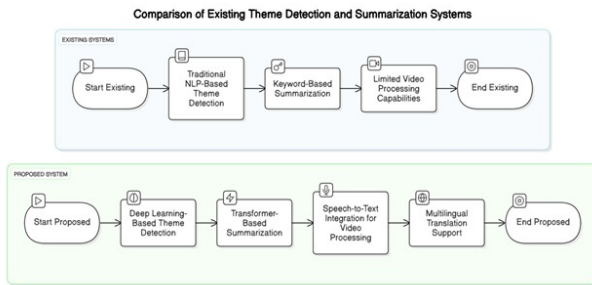 Comparison of Existing Theme Detection and Summarization Systems
EXISTING SYSTEMS
Start Existing
Traditional
NLP-Based
Theme
Detection
Keyword-Based
Summarization
Limited Video
Processing
Capabilities
End Existing
PROPOSED SYSTEM
Start Proposed
Deep Learning-
Based Theme
Detection
Transformer-
Based
Summarization
Speech-to-Text
Integration for
Video
Processing
Multilingual
Translation
Support
End Proposed